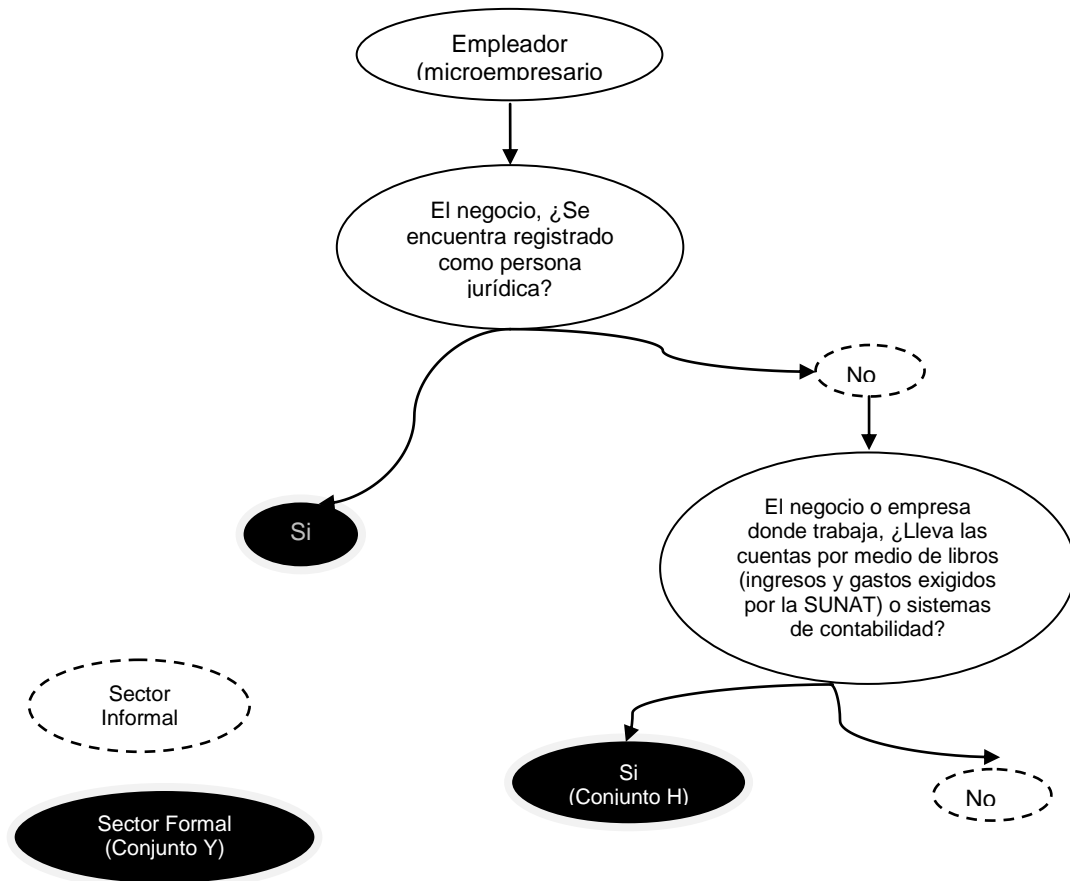 Empleador
(microempresario
El negocio, ¿Se
encuentra registrado
como persona
jurídica?
No
Si
El negocio o empresa
donde trabaja, ¿Lleva las
cuentas por medio de libros
(ingresos y gastos exigidos
por la SUNAT) o sistemas
de contabilidad?
Sector
Informal
Si
(Conjunto H)
No
Sector Formal
(Conjunto Y)